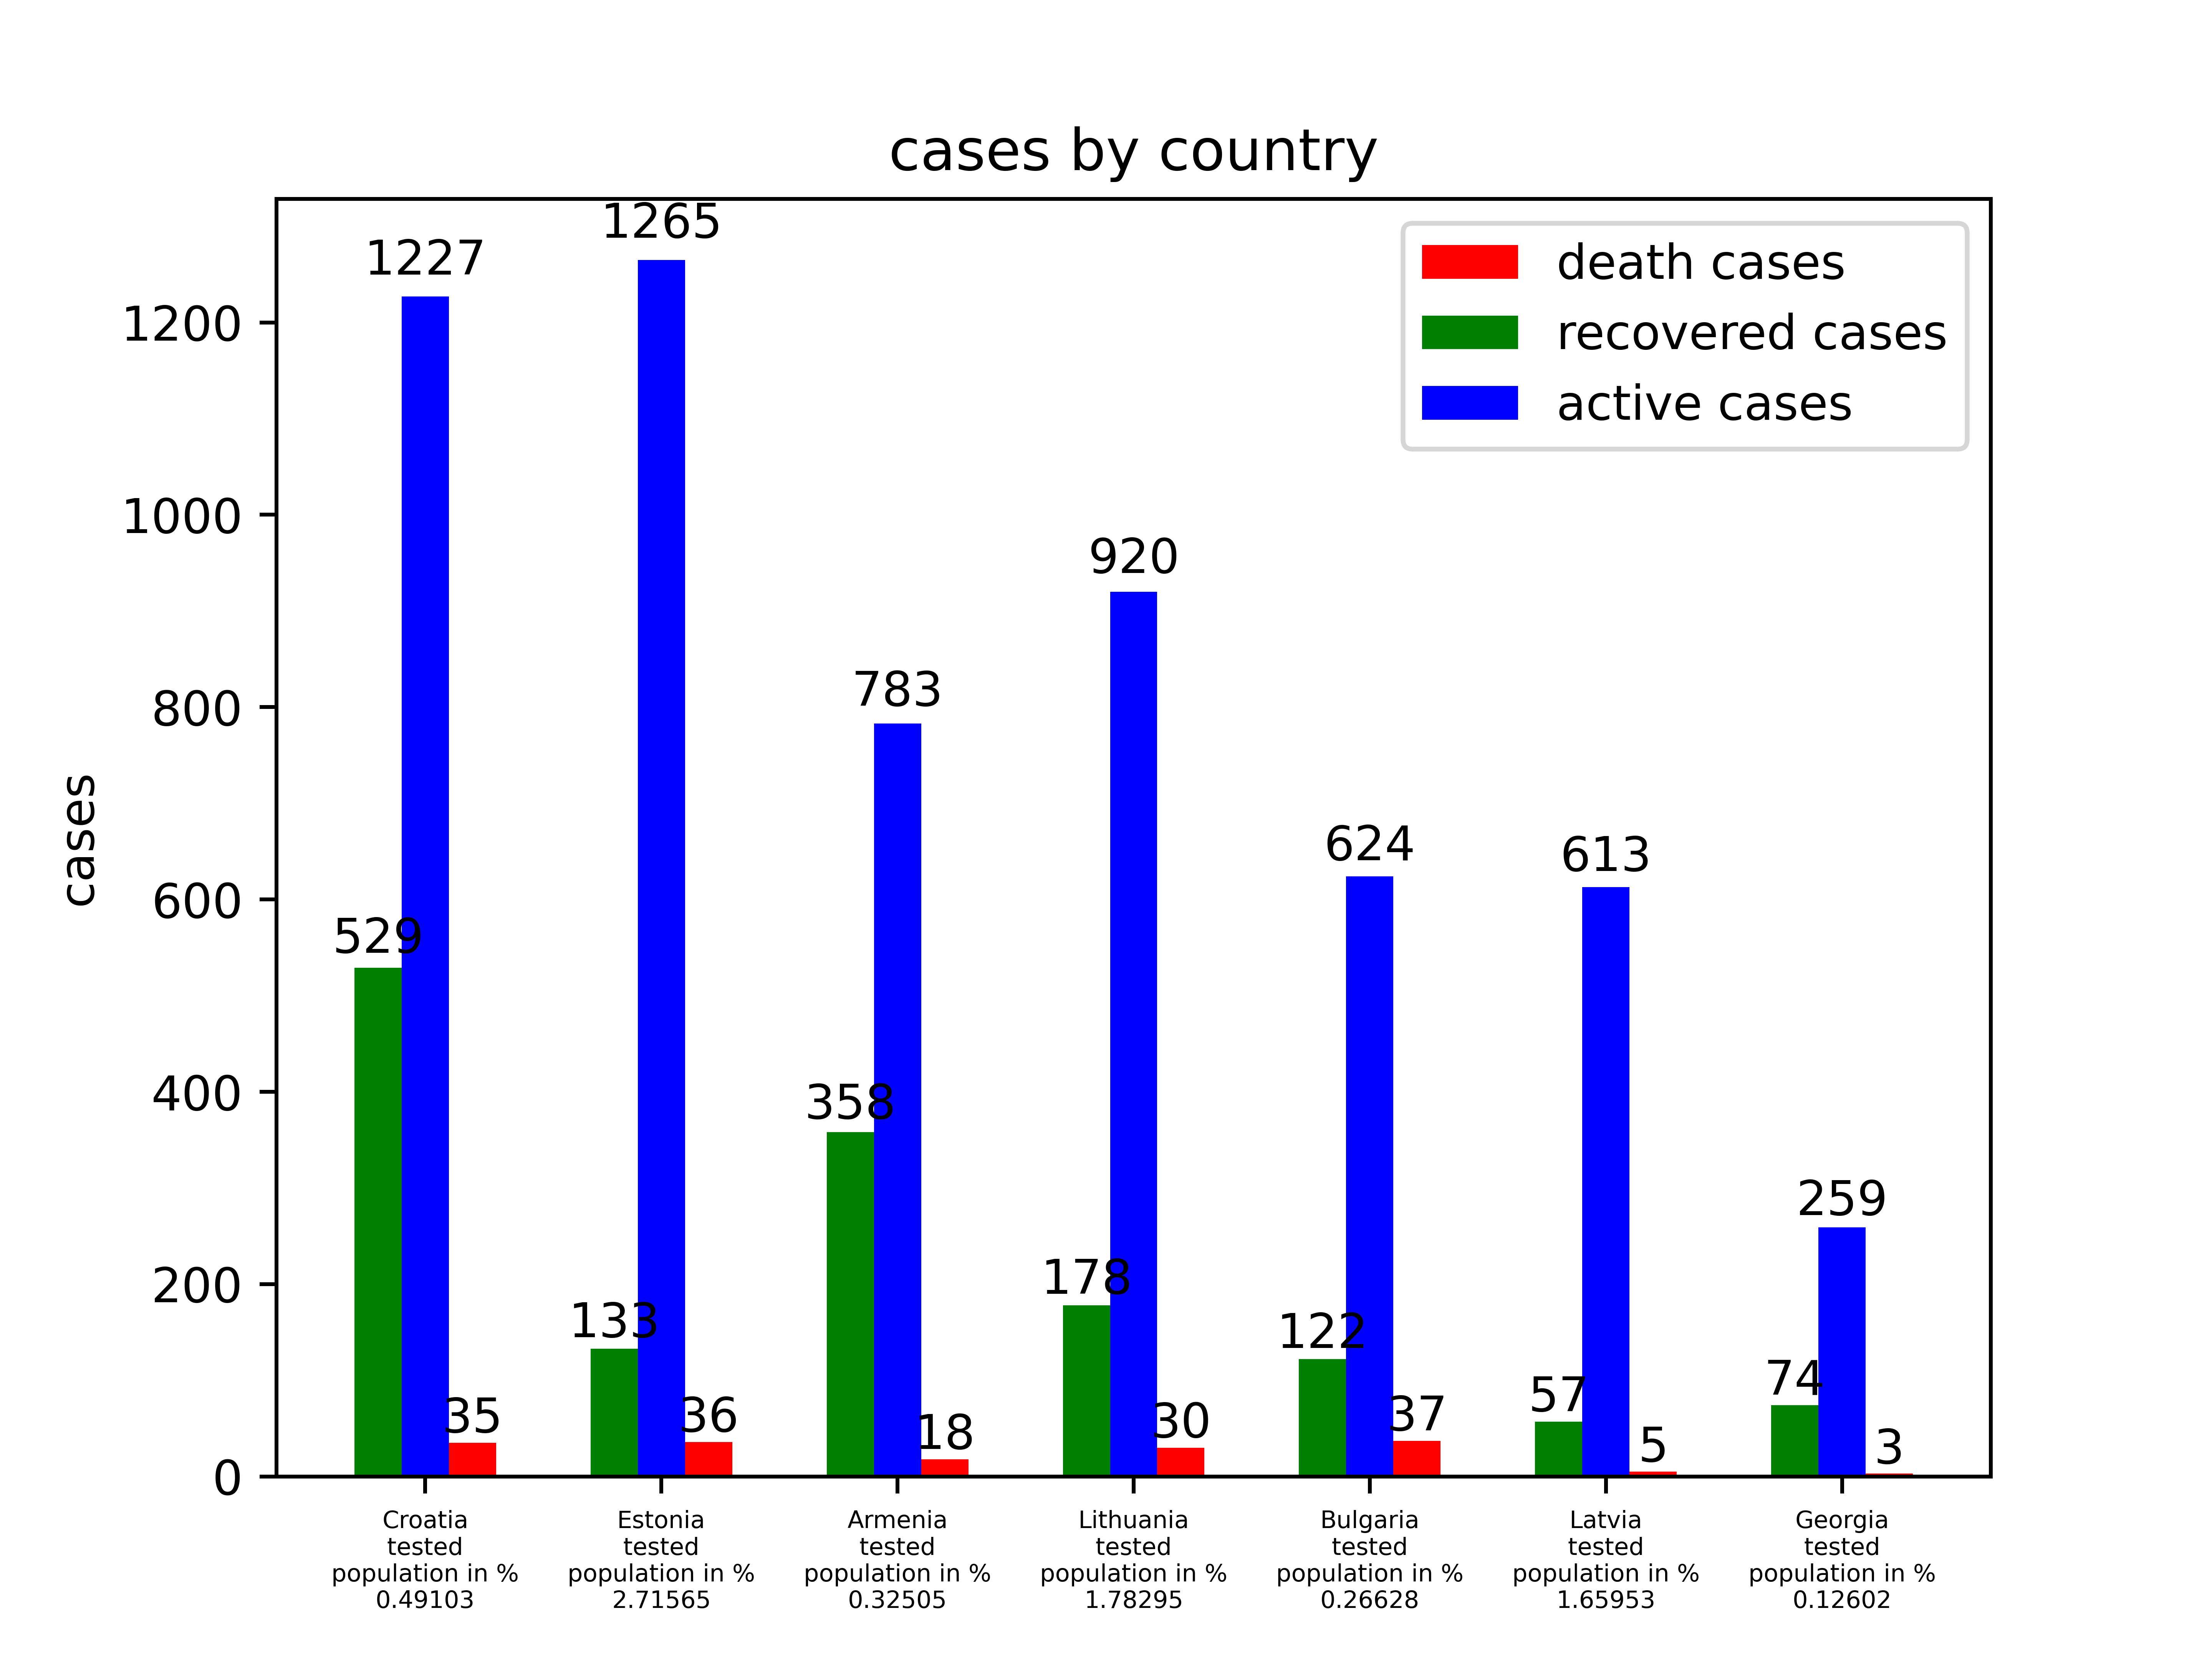 cases by country
death cases
recovered cases
active cases
cases
1200
1000
800
600
400
200
0
1227
1265
783
920
624
613
259
529
133
358
178
122
57
74
35
36
18
30
37
5
3
Croatia
tested
population in %
0.49103
Estonia
tested
population in %
2.71565
Armenia
tested
population in %
0.32505
Lithuania
tested
population in %
1.78295
Bulgaria
tested
population in %
0.26628
Latvia
tested
population in %
1.65953
Georgia
tested
population in %
0.12602